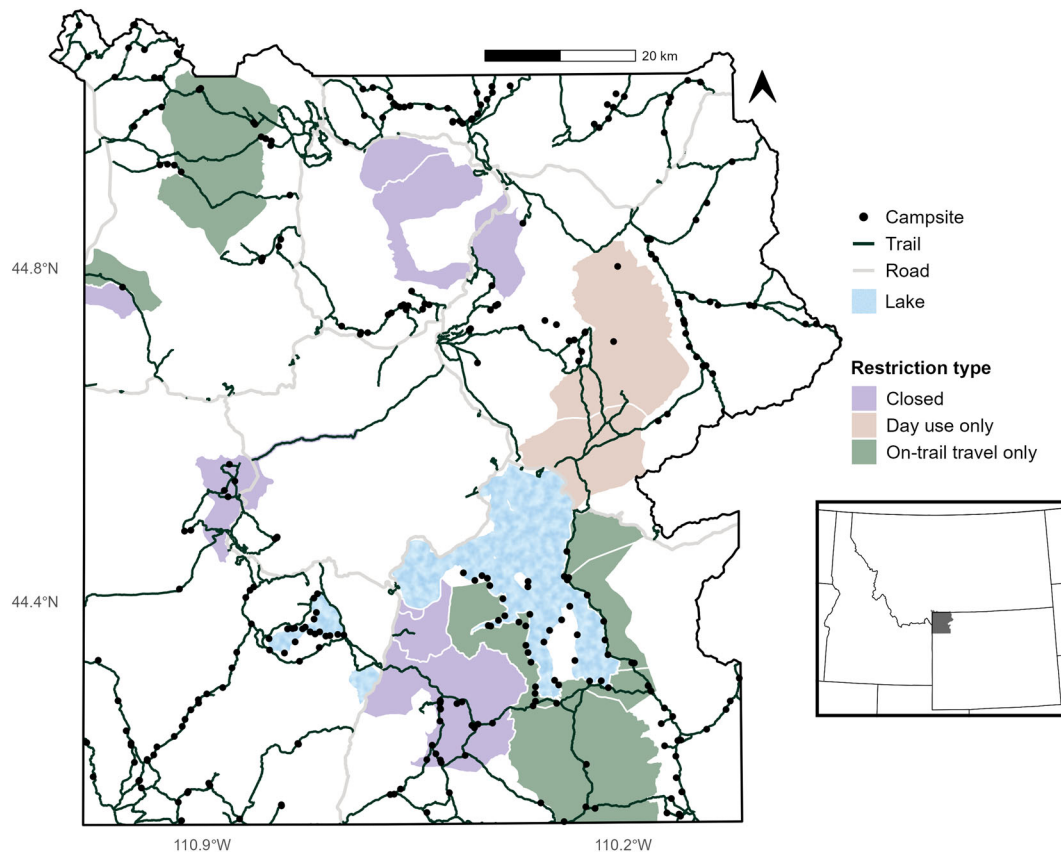 20 km
44.8°N
Campsite
Trail
Road
Lake
Restriction type
Closed
Day use only
On-trail travel only
44.4°N
110.9°W
110.2°W